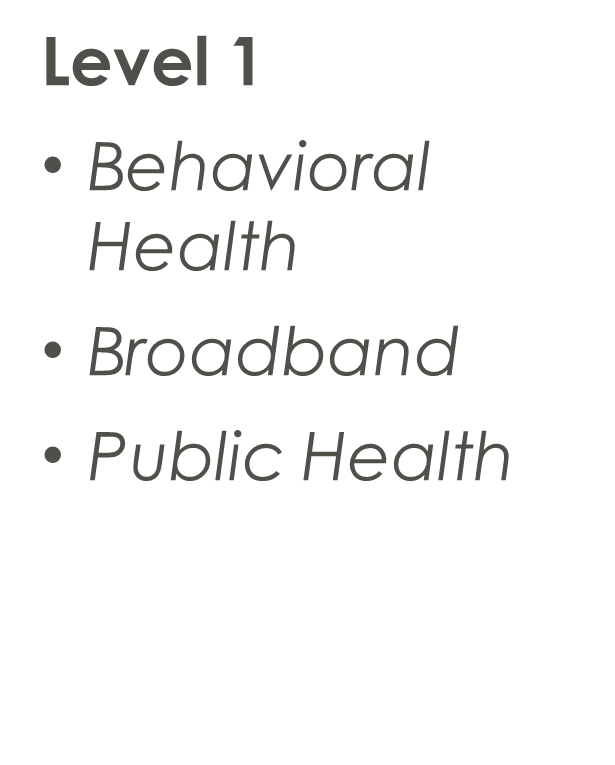 Level 1
• Behavioral
Health
• Broadband
• Public Health